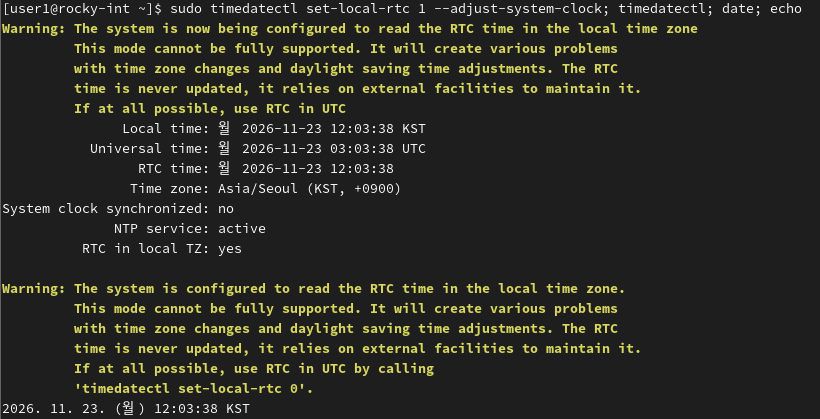 [user1@rocky-int ~]$ sudo timedatectl set-local-rtc 1 --adjust-system-clock; timedatectl; date; echo
Warning: The system is now being configured to read the RTC time in the local time zone
         This mode cannot be fully supported. It will create various problems
         with time zone changes and daylight saving time adjustments. The RTC
         time is never updated, it relies on external facilities to maintain it.
         If at all possible, use RTC in UTC
               Local time: 월 2026-11-23 12:03:38 KST
           Universal time: 월 2026-11-23 03:03:38 UTC
                 RTC time: 월 2026-11-23 12:03:38
                Time zone: Asia/Seoul (KST, +0900)
System clock synchronized: no
              NTP service: active
          RTC in local TZ: yes

Warning: The system is configured to read the RTC time in the local time zone.
         This mode cannot be fully supported. It will create various problems
         with time zone changes and daylight saving time adjustments. The RTC
         time is never updated, it relies on external facilities to maintain it.
         If at all possible, use RTC in UTC by calling
         'timedatectl set-local-rtc 0'.
2026. 11. 23. (월) 12:03:38 KST